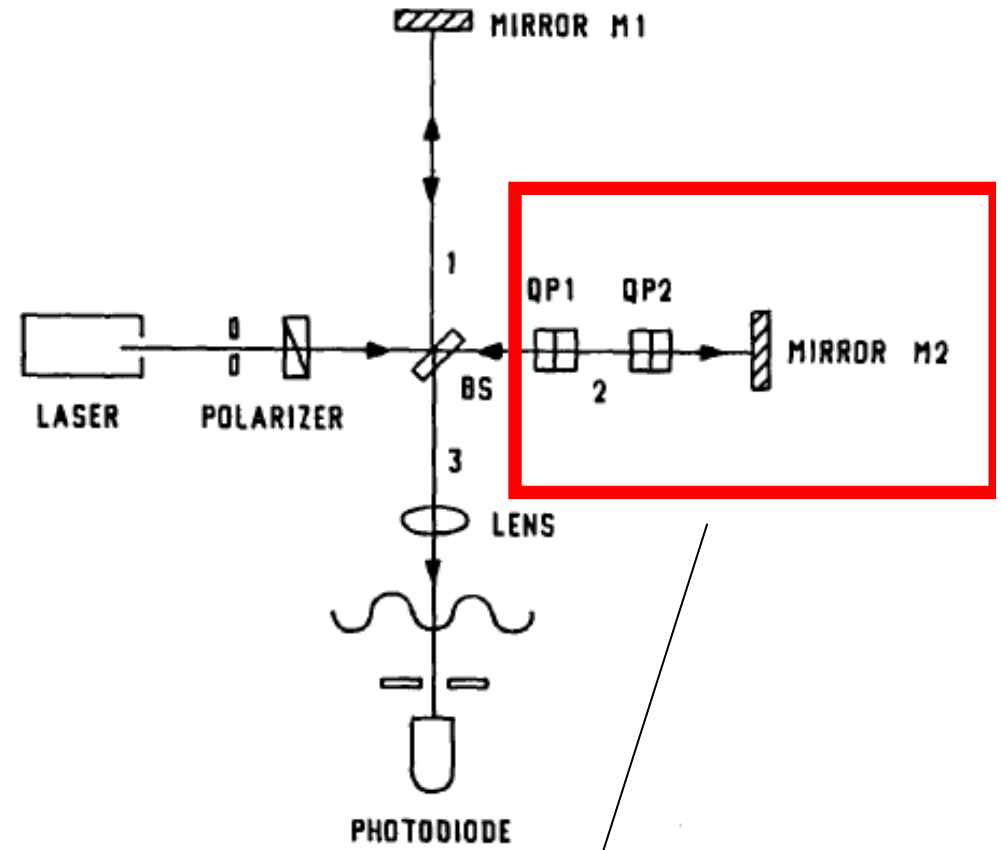 MIRROR M1
1
QP1 QP2
MIRROR M2
BS
2
LASER POLARIZER
3
LENS
PHOTODIODE